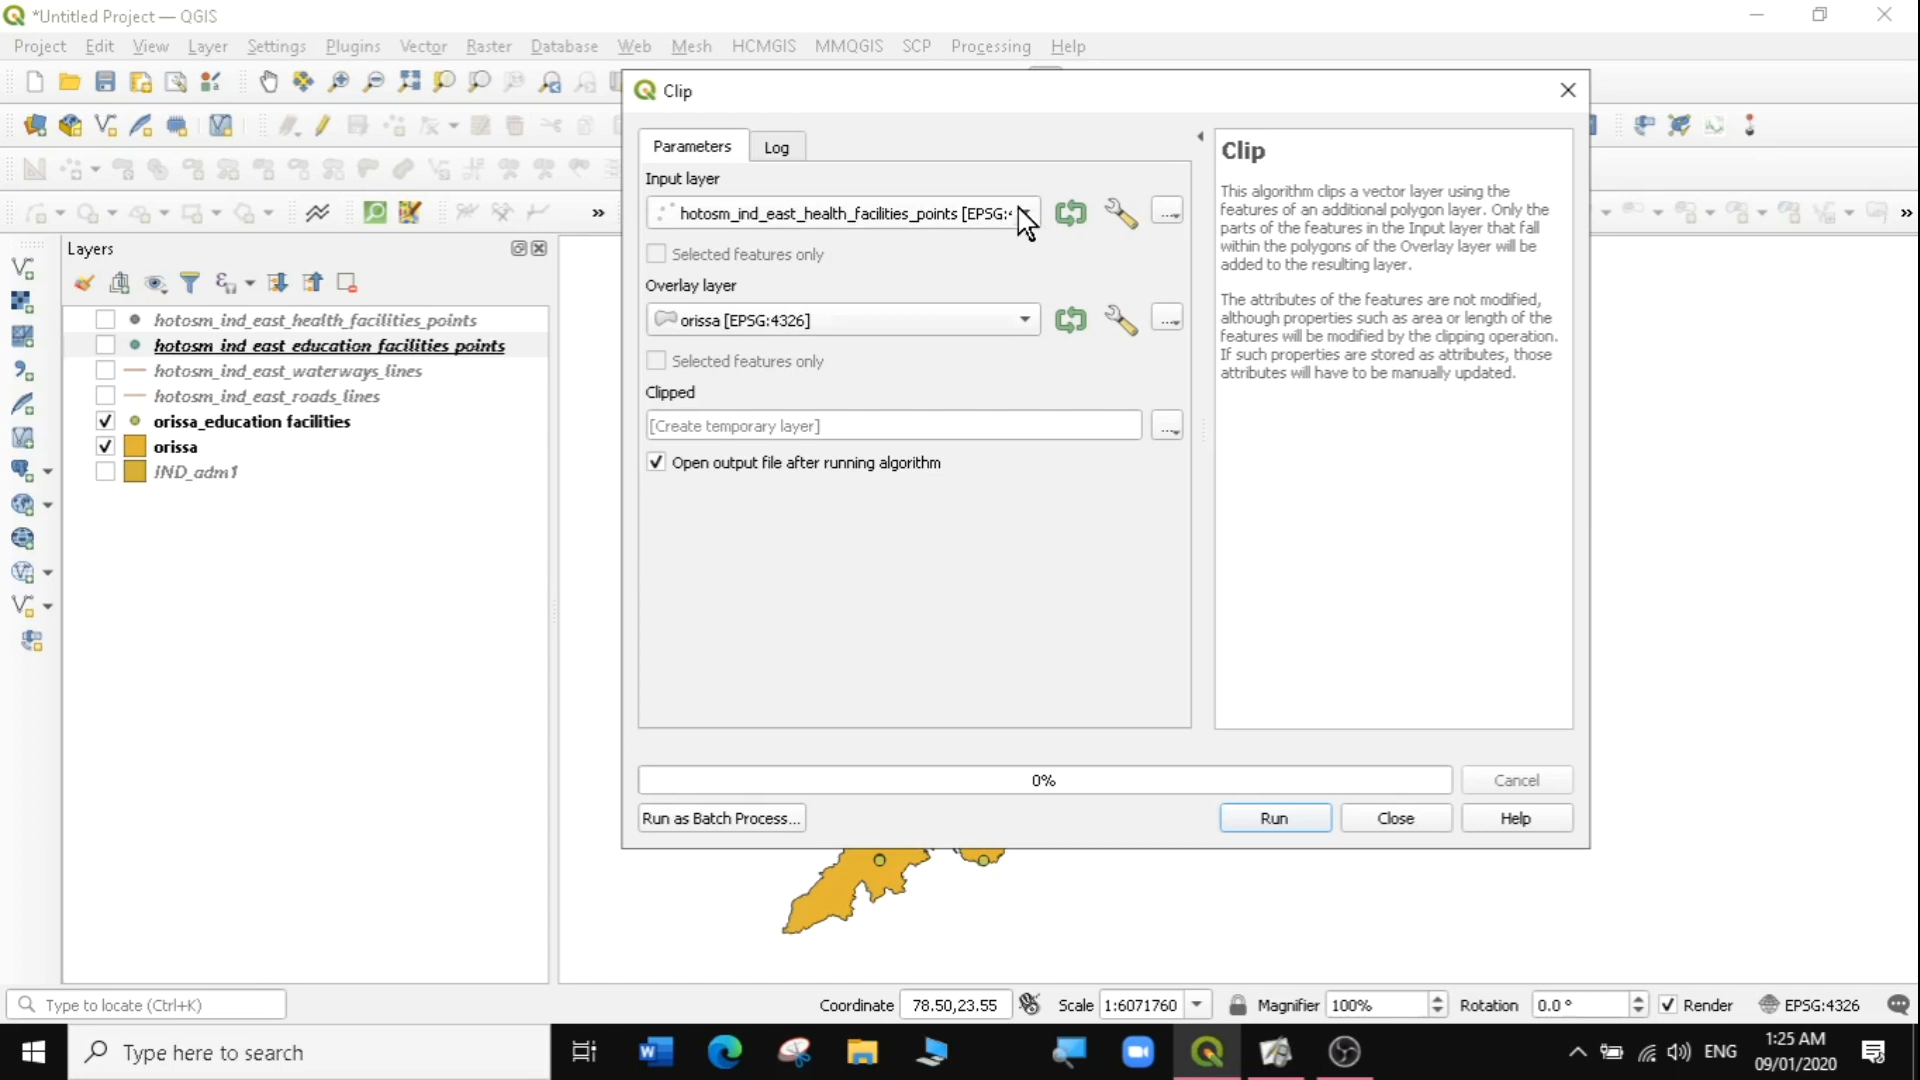 *Untitled Project — QGIS
Project Edit View Layer Settings Plugins Vector Raster Database Web Mesh HCMGIS MMQGIS SCP Processing Help
Clip
Parameters Log
Input layer
hotosm_ind_east_health_facilities_points [EPSG:4
Selected features only
Overlay layer
orissa [EPSG:4326]
Selected features only
Clipped
[Create temporary layer]
Open output file after running algorithm
Clip
This algorithm clips a vector layer using the
features of an additional polygon layer. Only the
parts of the features in the Input layer that fall
within the polygons of the Overlay layer will be
added to the resulting layer.
The attributes of the features are not modified,
although properties such as area or length of the
features will be modified by the clipping operation.
If such properties are stored as attributes, those
attributes will have to be manually updated.
0%
Cancel
Run as Batch Process...
Run
Close
Help
Layers
hotosm_ind_east_health_facilities_points
hotosm_ind_east_education_facilities_points
hotosm_ind_east_waterways_lines
hotosm_ind_east_roads_lines
orissa_education facilities
orissa
IND_adm1
Type to locate (Ctrl+K)
Coordinate 78.50,23.55 Scale 1:6071760 Magnifier 100% Rotation 0.0 ° Render EPSG:4326
Type here to search
ENG
1:25 AM
09/01/2020